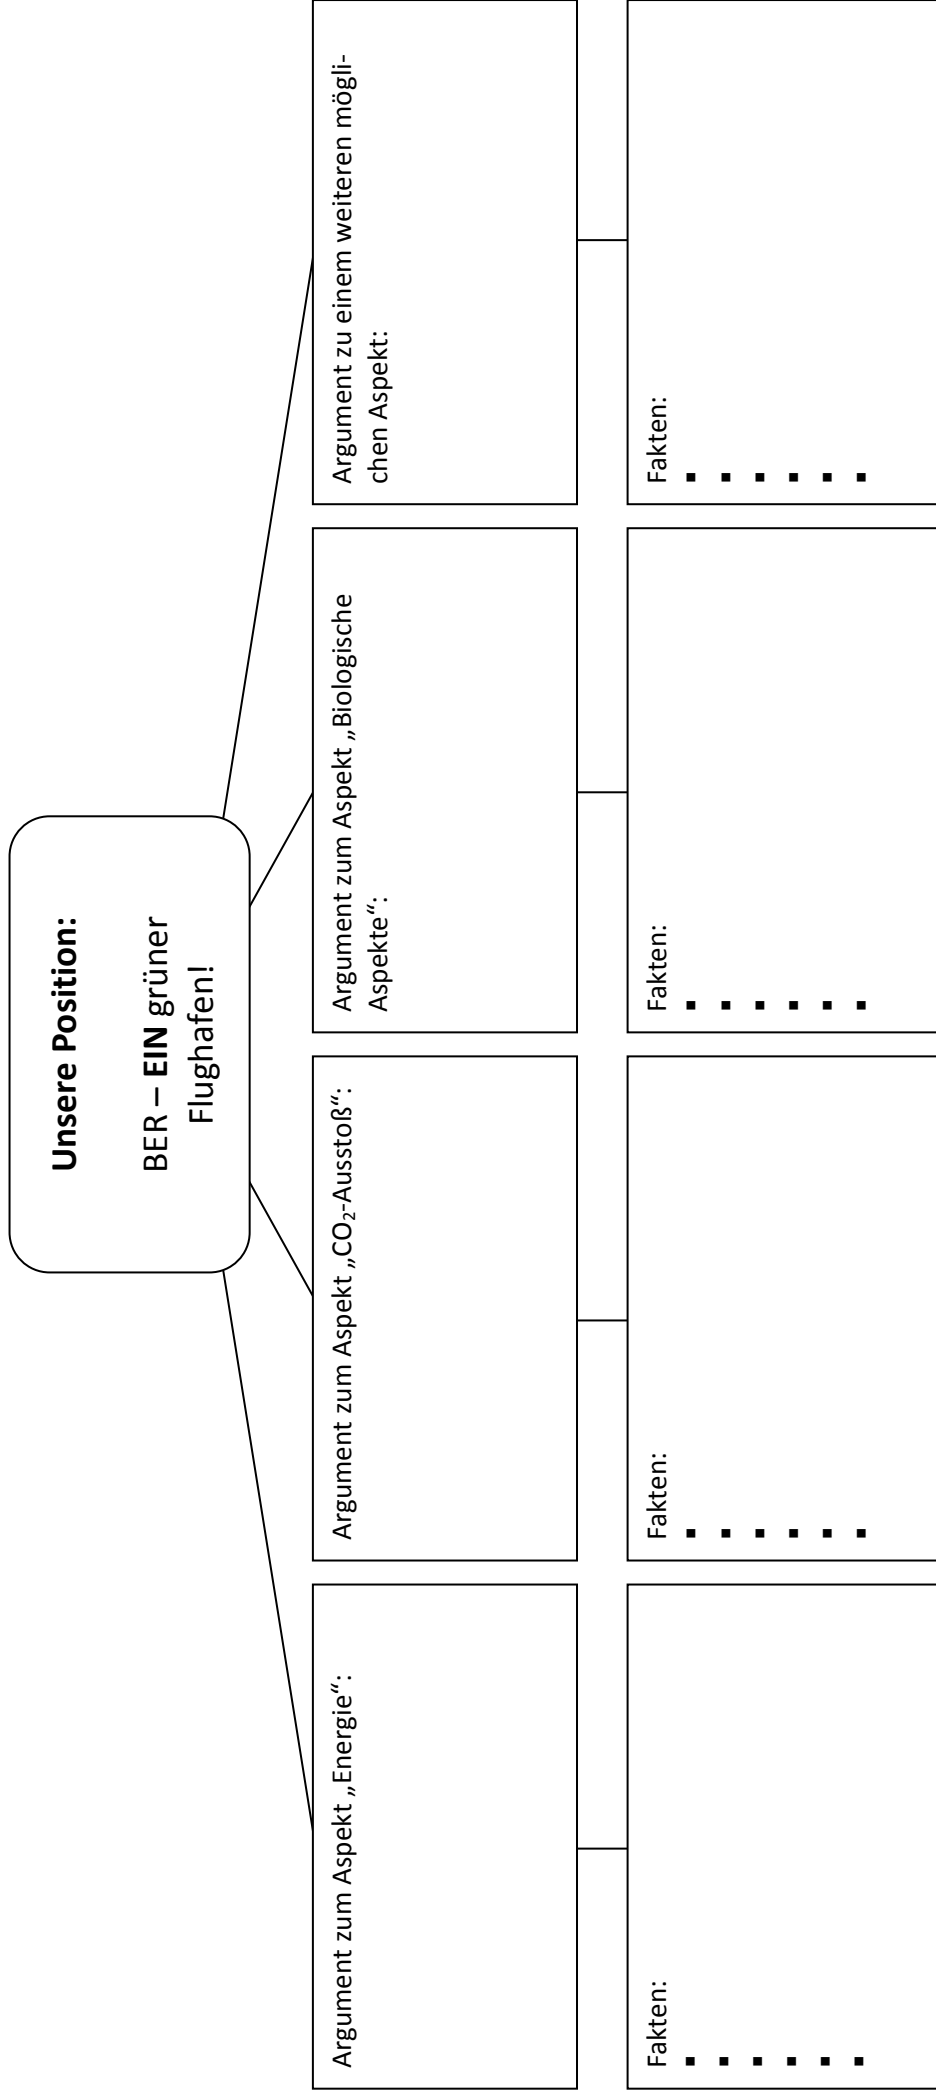 Unsere Position:
BER – EIN grüner
Flughafen!
Argument zum Aspekt „Energie“:
Fakten:
▪
▪
▪
▪
▪
▪
Argument zum Aspekt „CO₂-Ausstoß“:
Fakten:
▪
▪
▪
▪
▪
▪
Argument zum Aspekt „Biologische
Aspekte“:
Fakten:
▪
▪
▪
▪
▪
▪
Argument zu einem weiteren mögli-
chen Aspekt:
Fakten:
▪
▪
▪
▪
▪
▪